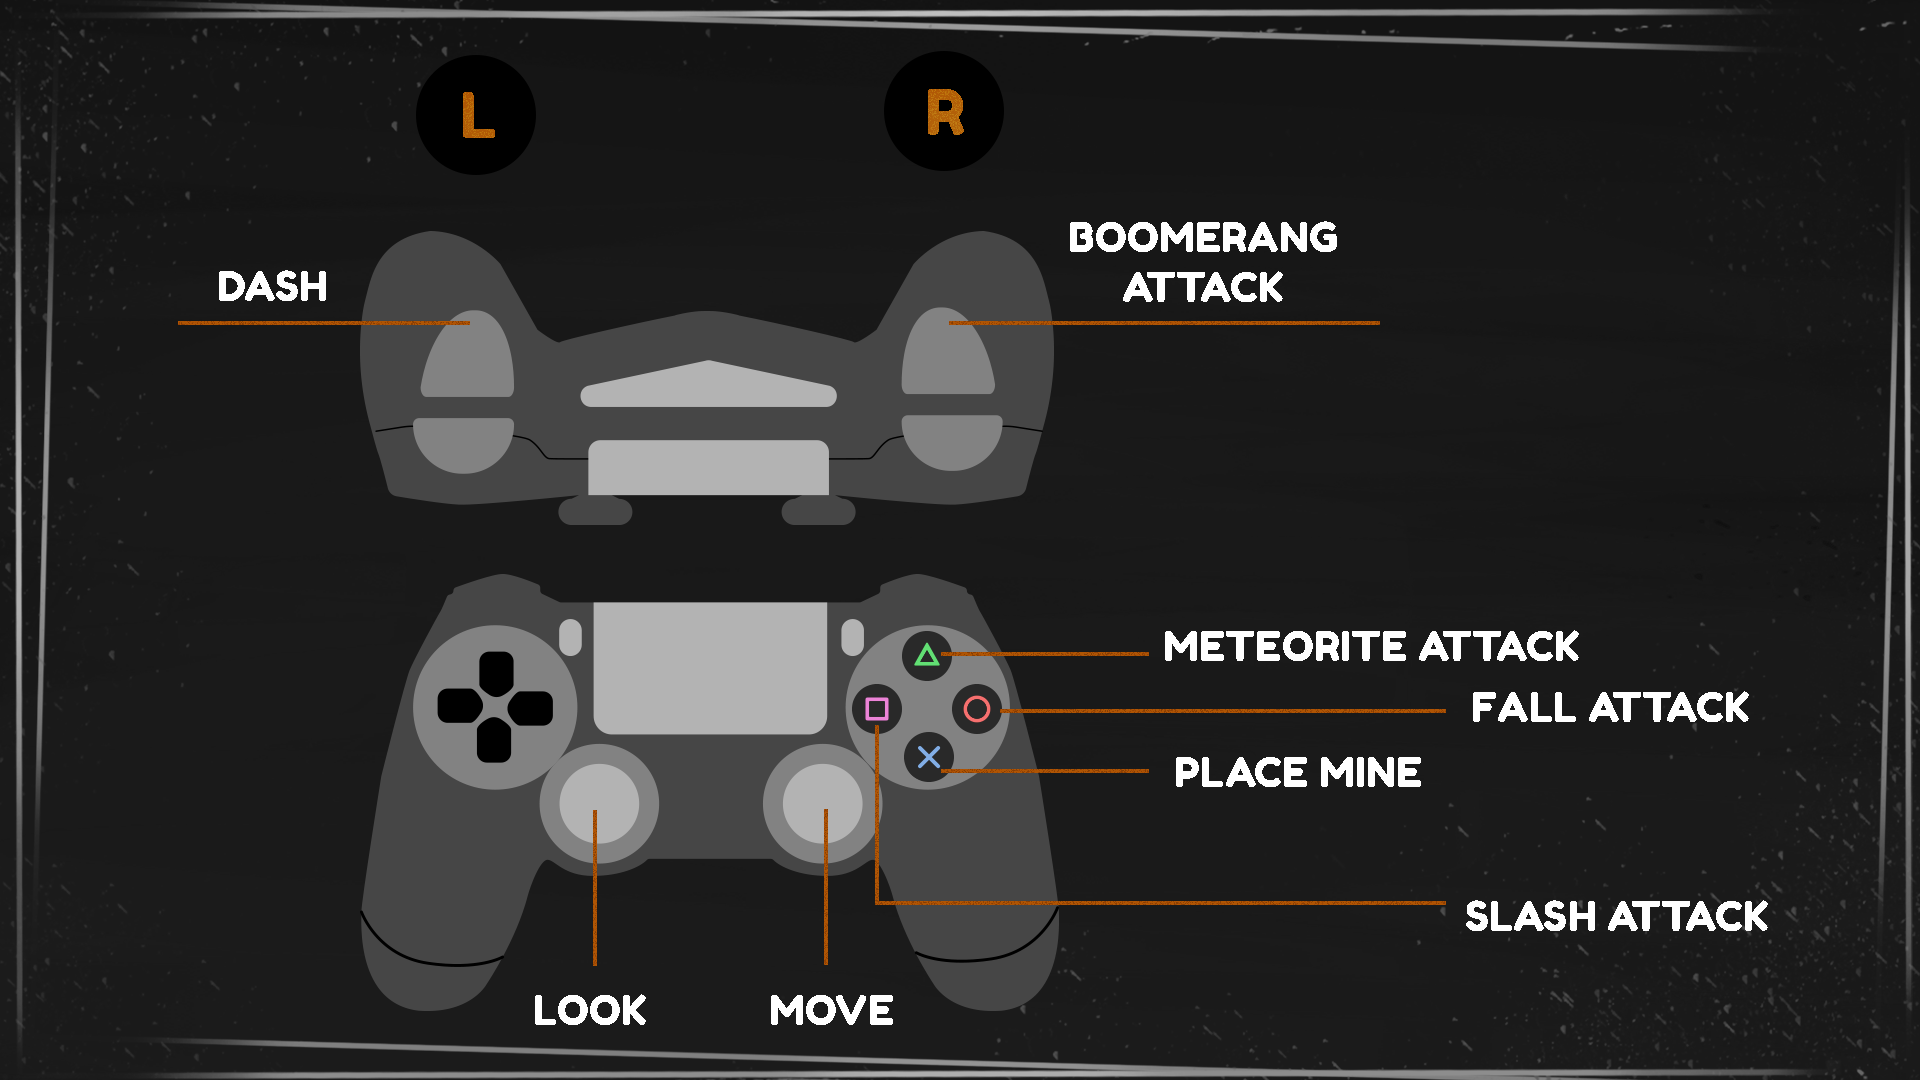 L
R
BOOMERANG
ATTACK
DASH
METEORITE ATTACK
FALL ATTACK
PLACE MINE
SLASH ATTACK
LOOK
MOVE